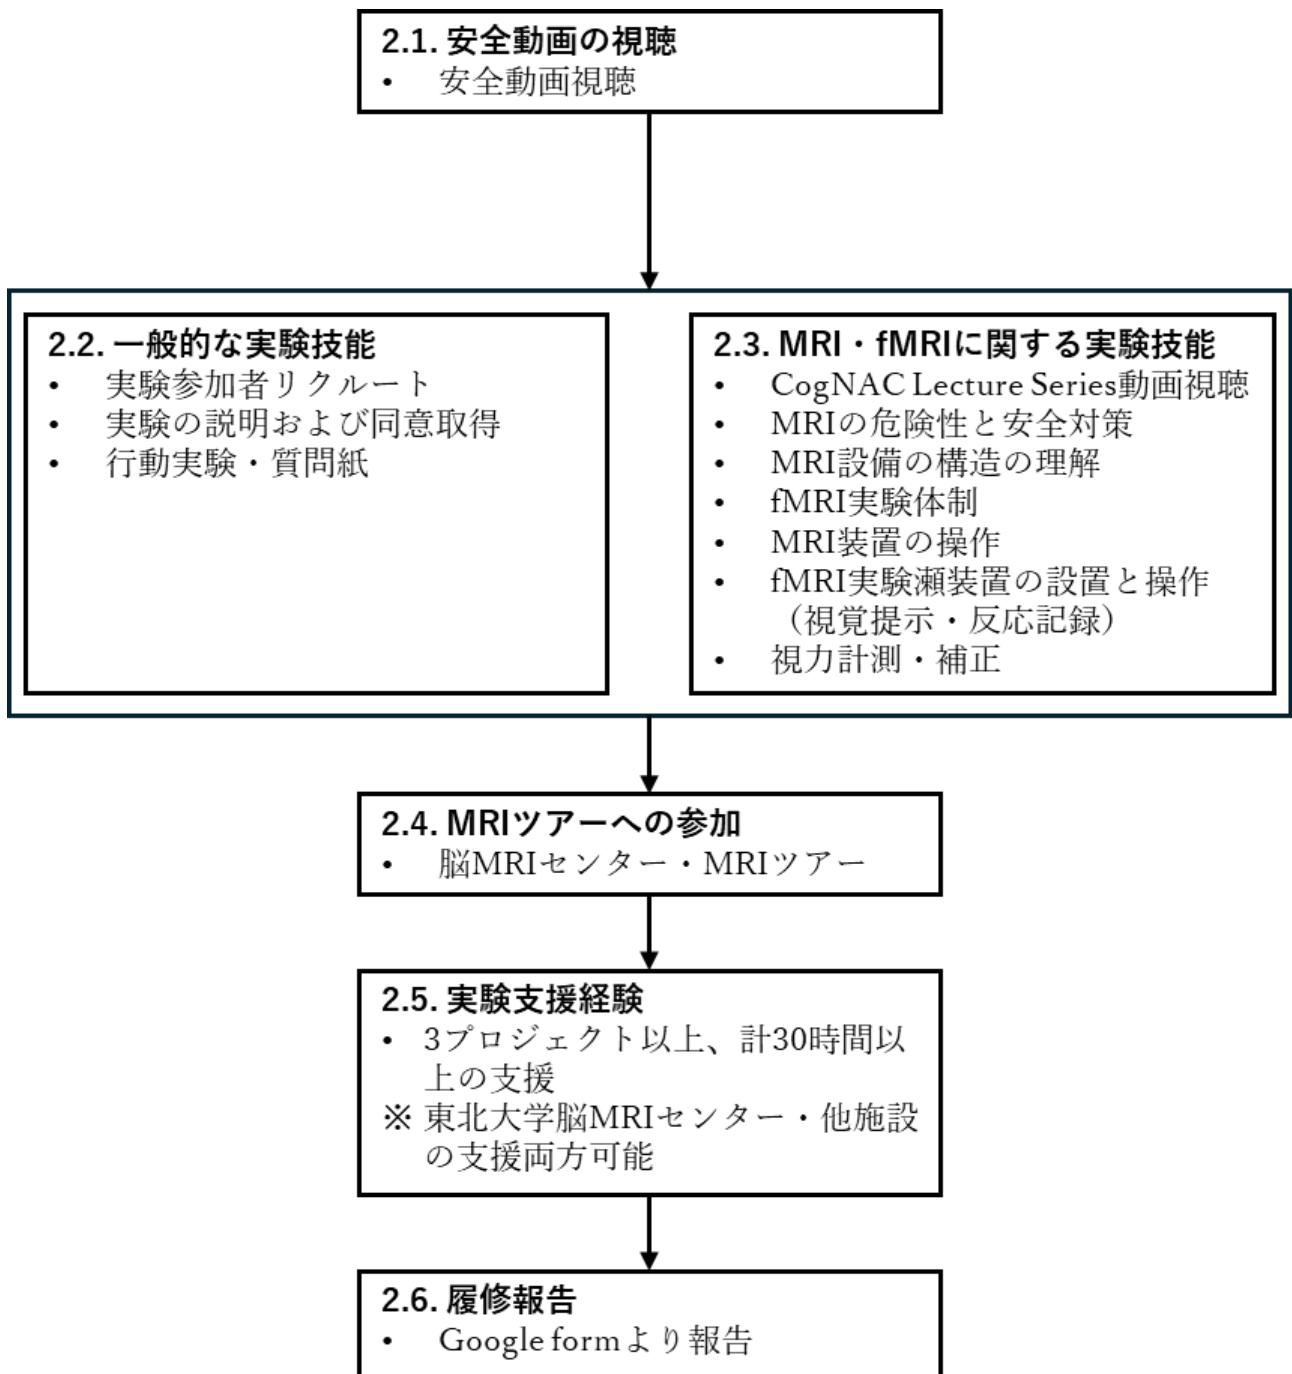 2.1. 安全動画の視聴
• 安全動画視聴
2.2. 一般的な実験技能
• 実験参加者リクルート
• 実験の説明および同意取得
• 行動実験・質問紙
2.3. MRI・fMRIに関する実験技能
• CogNAC Lecture Series動画視聴
• MRIの危険性と安全対策
• MRI設備の構造の理解
• fMRI実験体制
• MRI装置の操作
• fMRI実験瀬装置の設置と操作
（視覚提示・反応記録）
• 視力計測・補正
2.4. MRIツアーへの参加
• 脳MRIセンター・MRIツアー
2.5. 実験支援経験
• 3プロジェクト以上、計30時間以
上の支援
※ 東北大学脳MRIセンター・他施設
の支援両方可能
2.6. 履修報告
• Google formより報告